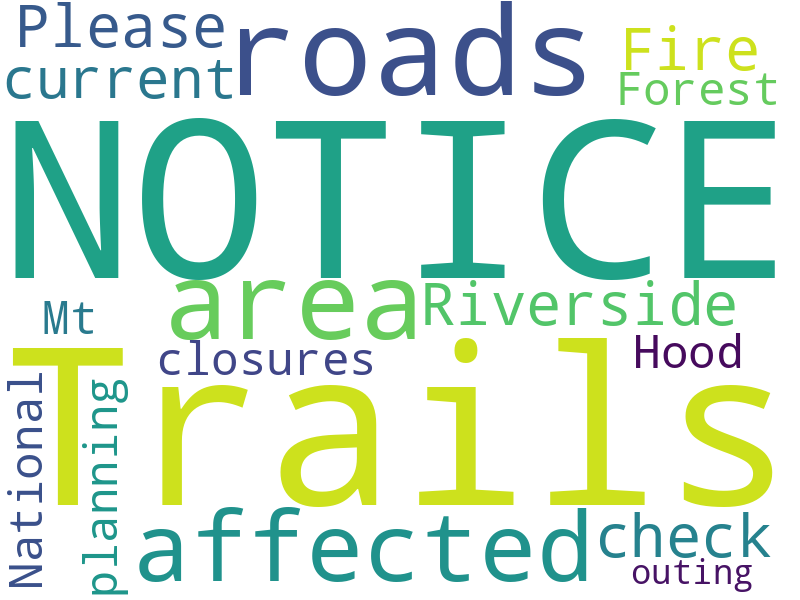 Please
roads
Fire
current
Forest
NOTICE
area
Riverside
Mt
closures
Hood
Trails
National
planning
affected
check
outing